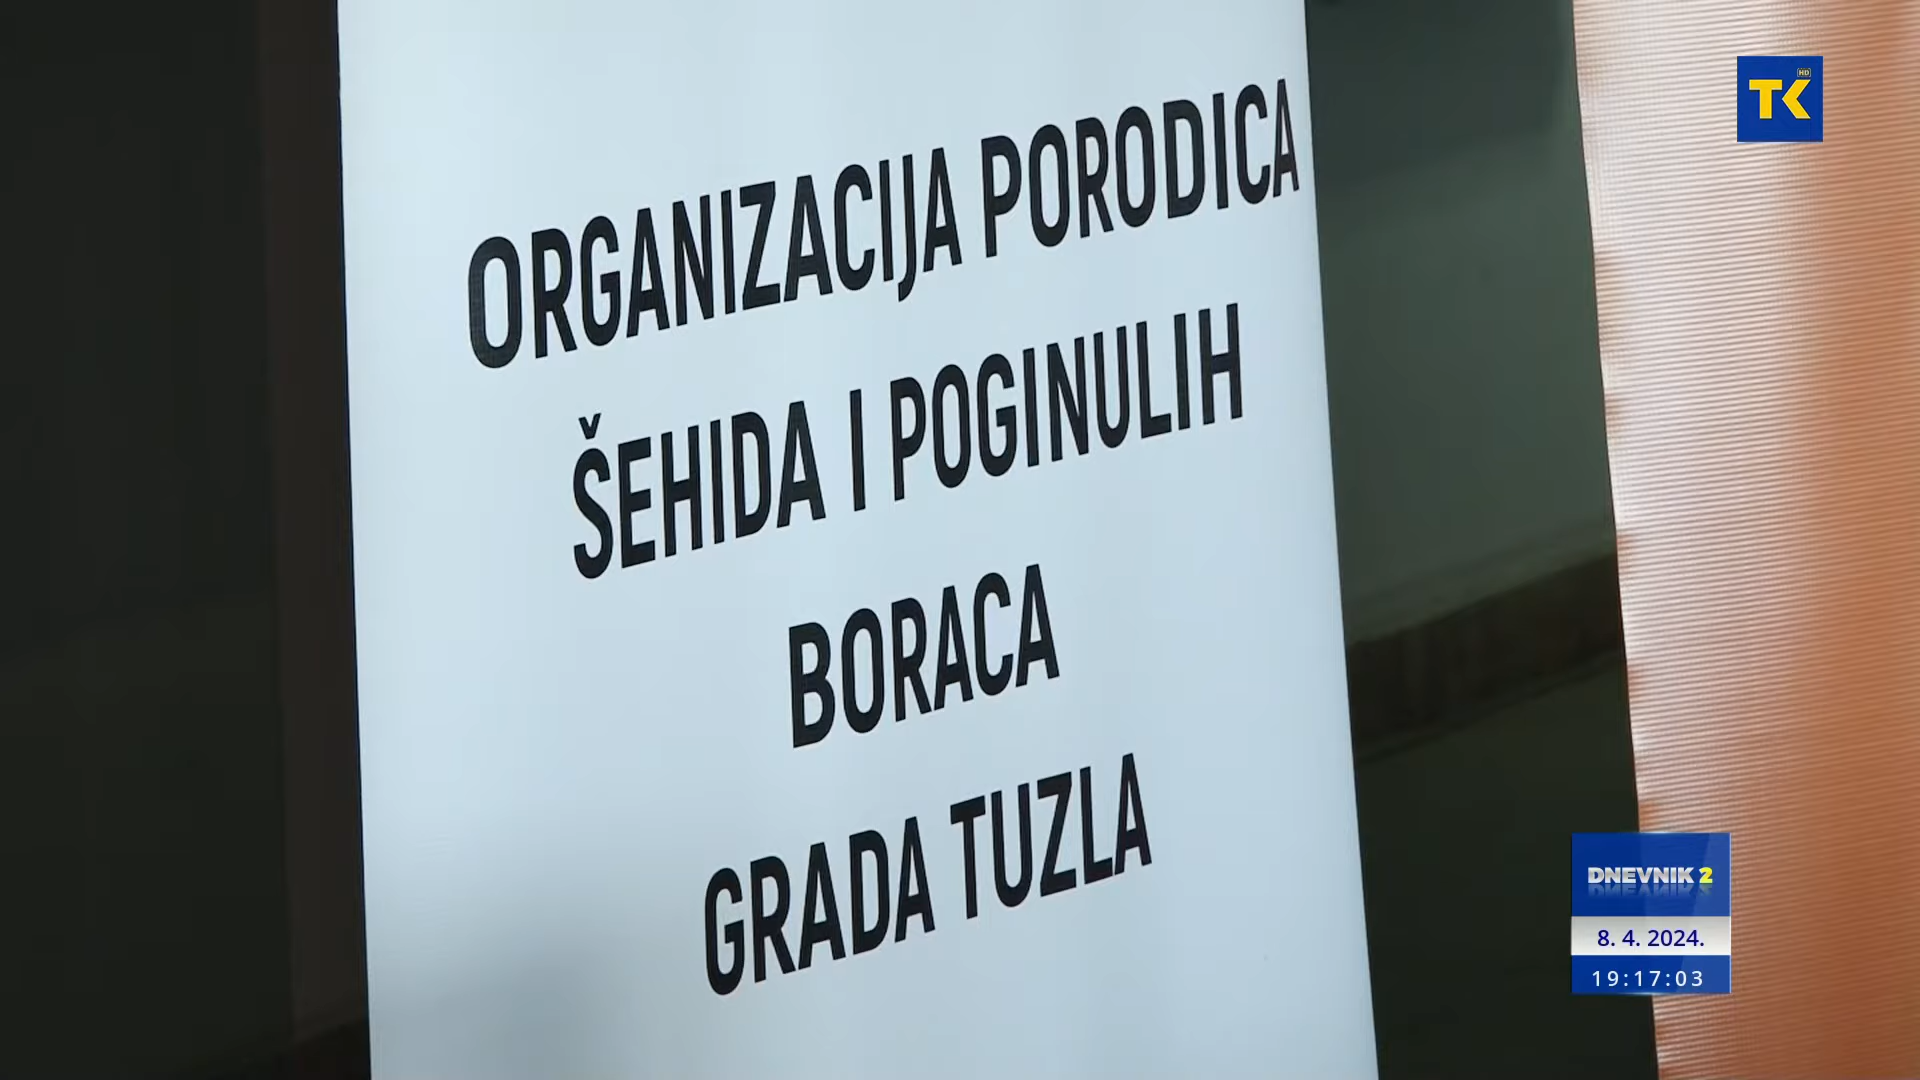 HD
TK
ORGANIZACIJA PORODICA
ŠEHIDA I POGINULIH
BORACA
GRADA TUZLA
DNEVNIK 2
8. 4. 2024.
19:17:03